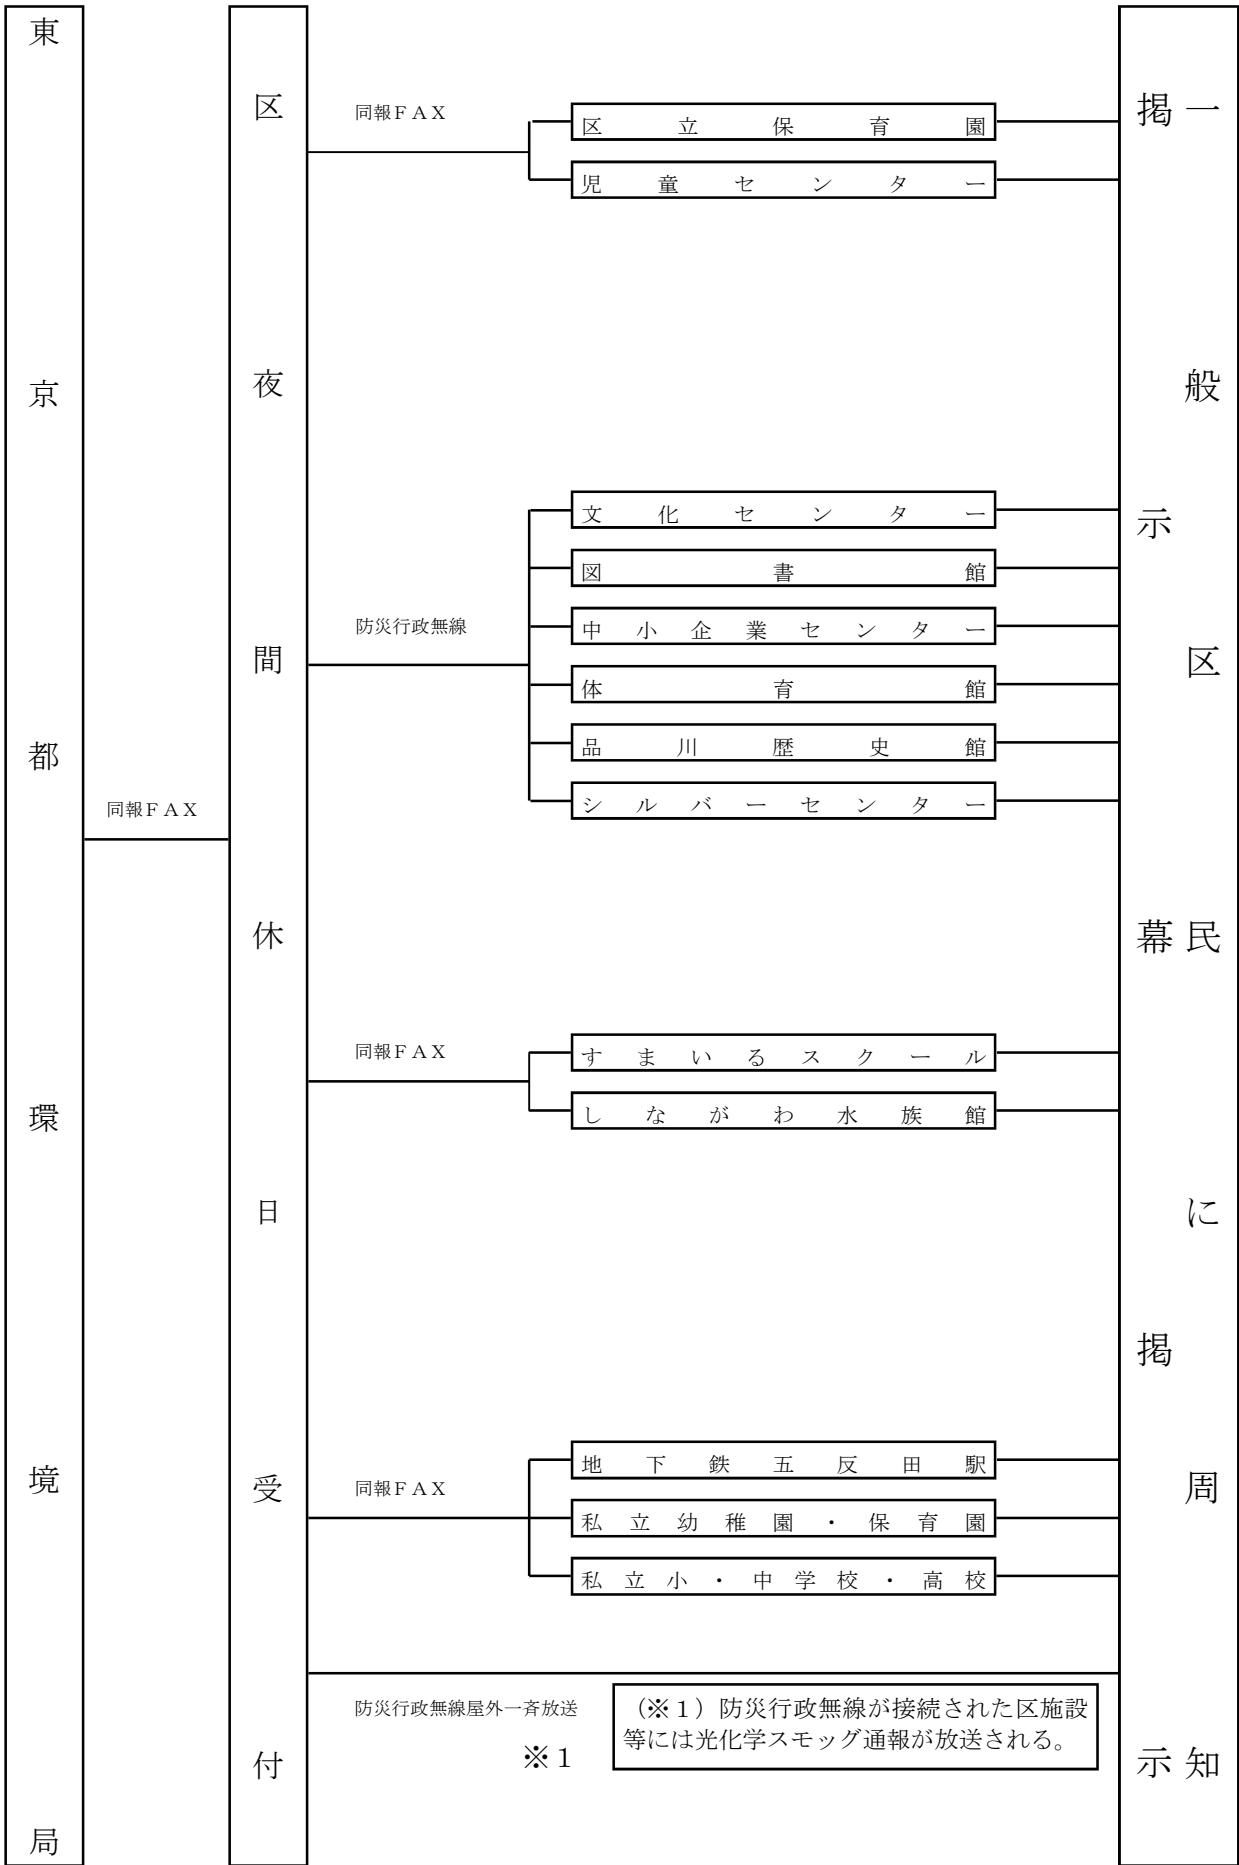 東京都環境局
同報ＦＡＸ
区夜間休日受付
同報ＦＡＸ
区立保育園
児童センター
防災行政無線
文化センター
図書館
中小企業センター
体育館
品川歴史館
シルバーセンター
同報ＦＡＸ
すまいるスクール
しながわ水族館
同報ＦＡＸ
地下鉄五反田駅
私立幼稚園・保育園
私立小・中学校・高校
防災行政無線屋外一斉放送
※１
（※１）防災行政無線が接続された区施設
等には光化学スモッグ通報が放送される。
一般区民に周知
掲示幕掲示